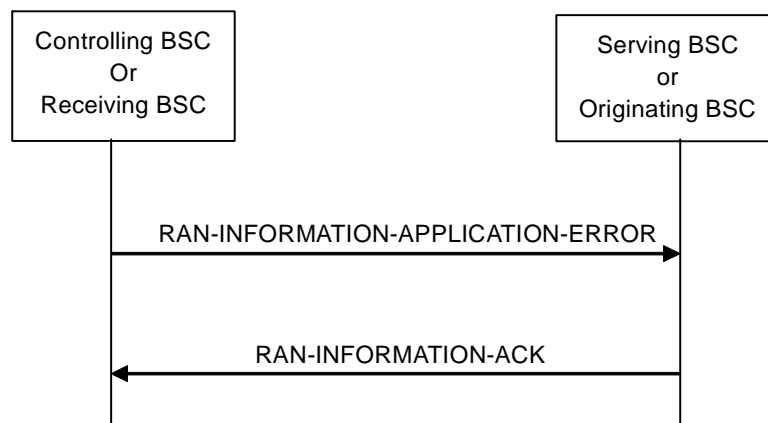 Controlling BSC
Or
Receiving BSC
Serving BSC
or
Originating BSC
RAN-INFORMATION-APPLICATION-ERROR
RAN-INFORMATION-ACK